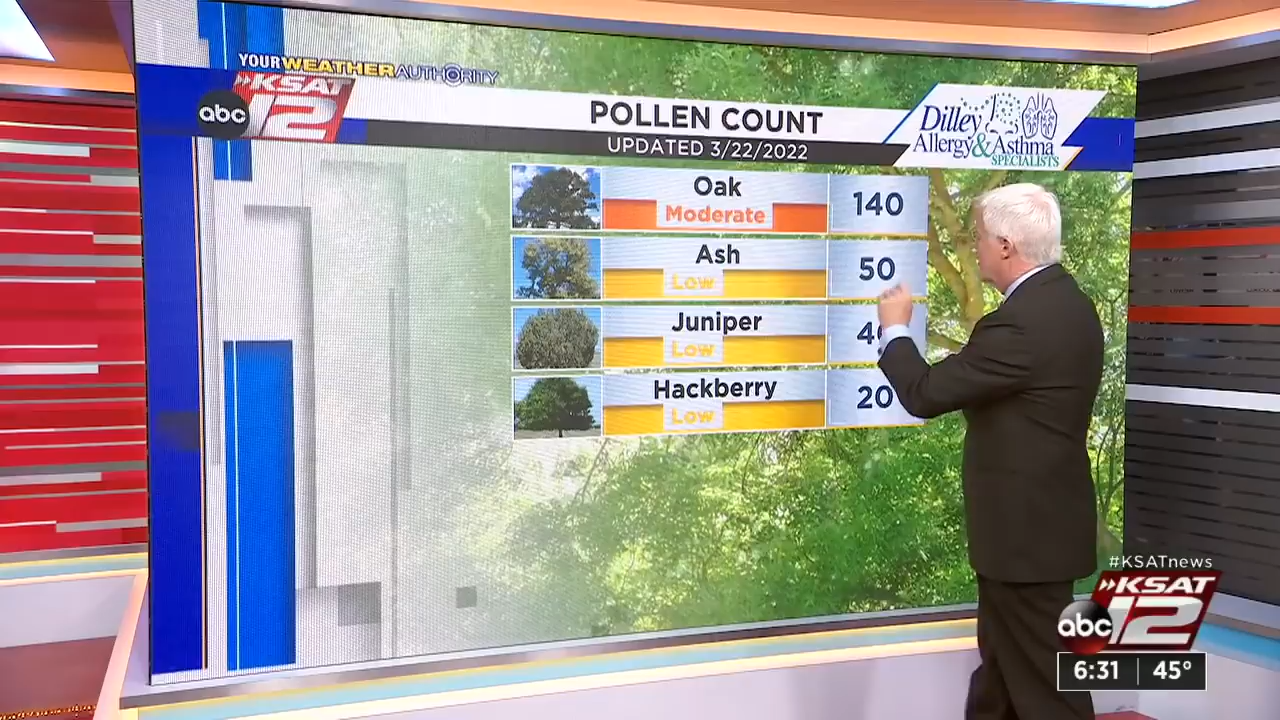 YOUR WEATHER AUTHORITY
KSAT
abc 12
POLLEN COUNT
UPDATED 3/22/2022
Dilley
Allergy & Asthma
SPECIALISTS
Oak
Moderate
140
Ash
Low
50
Juniper
Low
Hackberry
Low
20
#KSATnews
KSAT
abc 12
6:31 45°